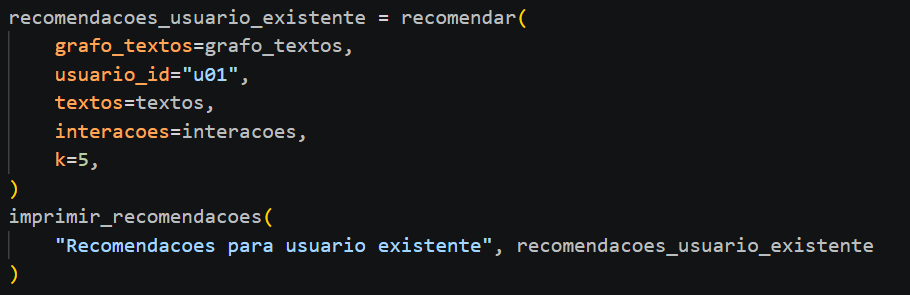 recomendacoes_usuario_existente = recomendar(
    grafo_textos=grafo_textos,
    usuario_id="u01",
    textos=textos,
    interacoes=interacoes,
    k=5,
)
imprimir_recomendacoes(
    "Recomendacoes para usuario existente", recomendacoes_usuario_existente
)